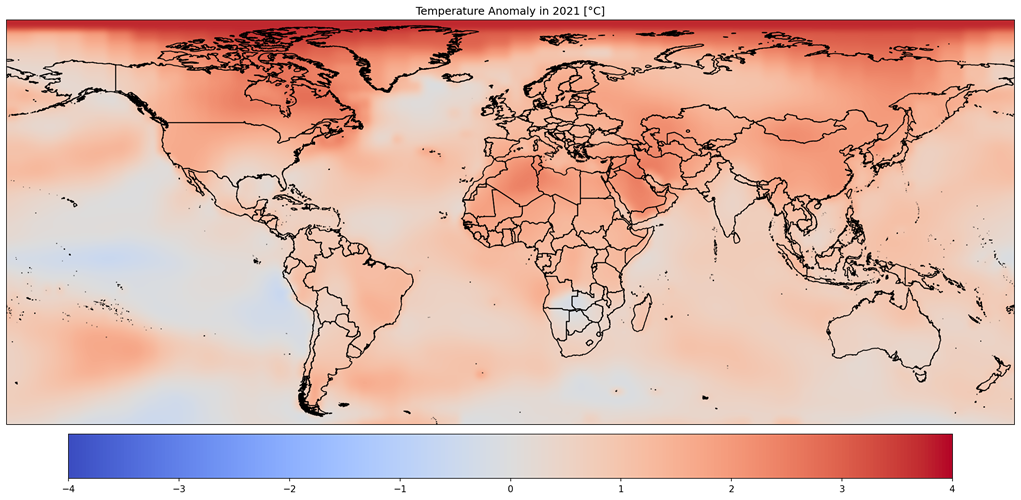 Temperature Anomaly in 2021 [°C]
−4 −3 −2 −1 0 1 2 3 4